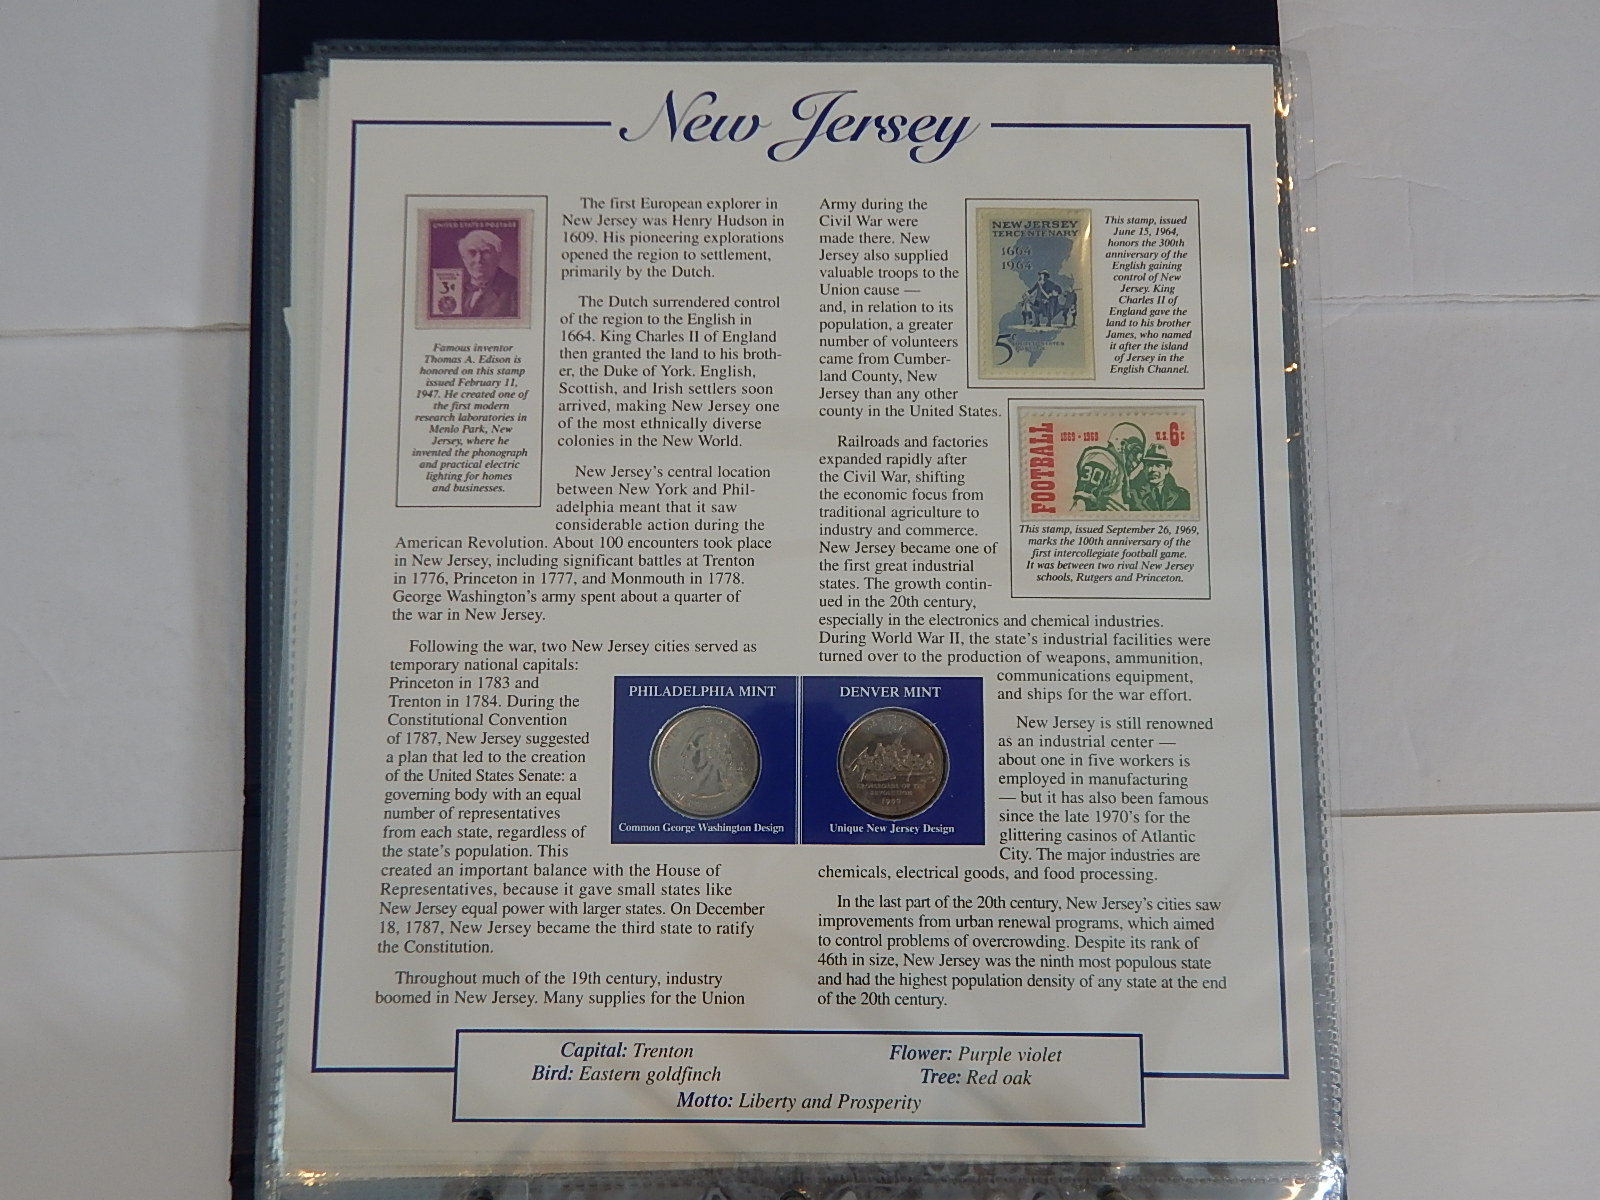 New Jersey
UNITED STATES POSTAGE
3¢
Famous inventor
Thomas A. Edison is
honored on this stamp
issued February 11,
1947. He created one of
the first modern
research laboratories in
Menlo Park, New
Jersey, where he
invented the phonograph
and practical electric
lighting for homes
and businesses.
The first European explorer in
New Jersey was Henry Hudson in
1609. His pioneering explorations
opened the region to settlement,
primarily by the Dutch.
The Dutch surrendered control
of the region to the English in
1664. King Charles II of England
then granted the land to his broth-
er, the Duke of York. English,
Scottish, and Irish settlers soon
arrived, making New Jersey one
of the most ethnically diverse
colonies in the New World.
New Jersey's central location
between New York and Phil-
adelphia meant that it saw
considerable action during the
American Revolution. About 100 encounters took place
in New Jersey, including significant battles at Trenton
in 1776, Princeton in 1777, and Monmouth in 1778.
George Washington's army spent about a quarter of
the war in New Jersey.
Following the war, two New Jersey cities served as
temporary national capitals:
Princeton in 1783 and
Trenton in 1784. During the
Constitutional Convention
of 1787, New Jersey suggested
a plan that led to the creation
of the United States Senate: a
governing body with an equal
number of representatives
from each state, regardless of
the state's population. This
created an important balance with the House of
Representatives, because it gave small states like
New Jersey equal power with larger states. On December
18, 1787, New Jersey became the third state to ratify
the Constitution.
Throughout much of the 19th century, industry
boomed in New Jersey. Many supplies for the Union
Army during the
Civil War were
made there. New
Jersey also supplied
valuable troops to the
Union cause —
and, in relation to its
population, a greater
number of volunteers
came from Cumber-
land County, New
Jersey than any other
county in the United States.
NEW JERSEY
TERCENTENARY
1664
1964
5
This stamp, issued
June 15, 1964,
honors the 300th
anniversary of the
English gaining
control of New
Jersey. King
Charles II of
England gave the
land to his brother
James, who named
it after the island
of Jersey in the
English Channel.
Railroads and factories
expanded rapidly after
the Civil War, shifting
the economic focus from
traditional agriculture to
industry and commerce.
New Jersey became one of
the first great industrial
states. The growth contin-
ued in the 20th century,
especially in the electronics and chemical industries.
During World War II, the state's industrial facilities were
turned over to the production of weapons, ammunition,
communications equipment,
and ships for the war effort.
FOOTBALL
1869 - 1969
U.S. 6¢
30
This stamp, issued September 26, 1969,
marks the 100th anniversary of the
first intercollegiate football game.
It was between two rival New Jersey
schools, Rutgers and Princeton.
PHILADELPHIA MINT
Common George Washington Design
DENVER MINT
CROSSROADS OF THE
REVOLUTION
1999
Unique New Jersey Design
New Jersey is still renowned
as an industrial center —
about one in five workers is
employed in manufacturing
— but it has also been famous
since the late 1970's for the
glittering casinos of Atlantic
City. The major industries are
chemicals, electrical goods, and food processing.
In the last part of the 20th century, New Jersey's cities saw
improvements from urban renewal programs, which aimed
to control problems of overcrowding. Despite its rank of
46th in size, New Jersey was the ninth most populous state
and had the highest population density of any state at the end
of the 20th century.
Capital: Trenton
Flower: Purple violet
Bird: Eastern goldfinch
Tree: Red oak
Motto: Liberty and Prosperity